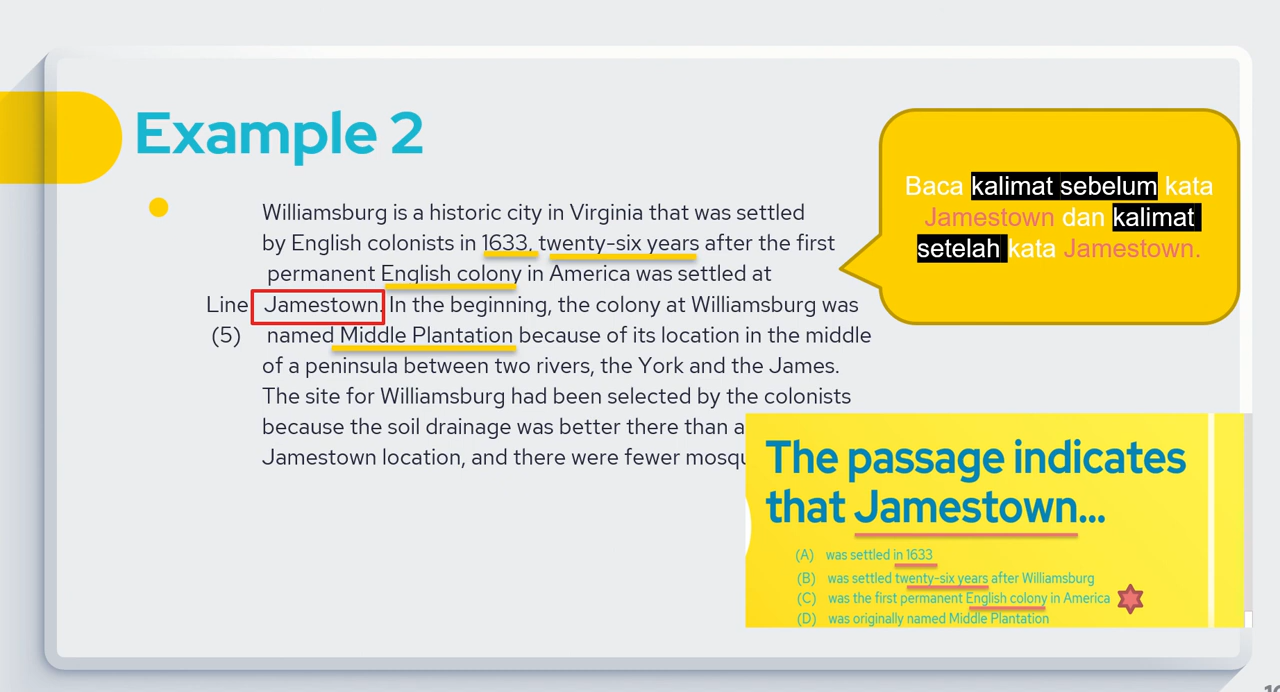 Example 2
Baca kalimat sebelum kata
Jamestown dan kalimat
setelah kata Jamestown.
Williamsburg is a historic city in Virginia that was settled
by English colonists in 1633, twenty-six years after the first
permanent English colony in America was settled at
Line Jamestown. In the beginning, the colony at Williamsburg was
(5) named Middle Plantation because of its location in the middle
of a peninsula between two rivers, the York and the James.
The site for Williamsburg had been selected by the colonists
because the soil drainage was better there than a
Jamestown location, and there were fewer
The passage indicates
that Jamestown...
(A) was settled in 1633
(B) was settled twenty-six years after Williamsburg
(C) was the first permanent English colony in America
(D) was originally named Middle Plantation